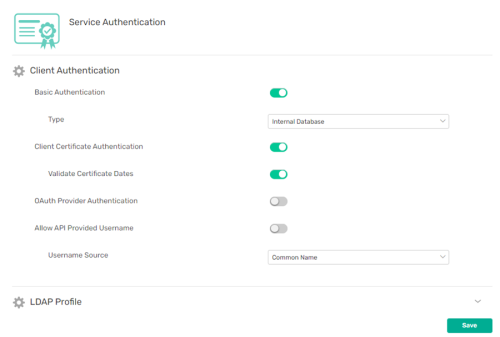 Service Authentication
Client Authentication
Basic Authentication
Type
Internal Database
Client Certificate Authentication
Validate Certificate Dates
OAuth Provider Authentication
Allow API Provided Username
Username Source
Common Name
LDAP Profile
Save